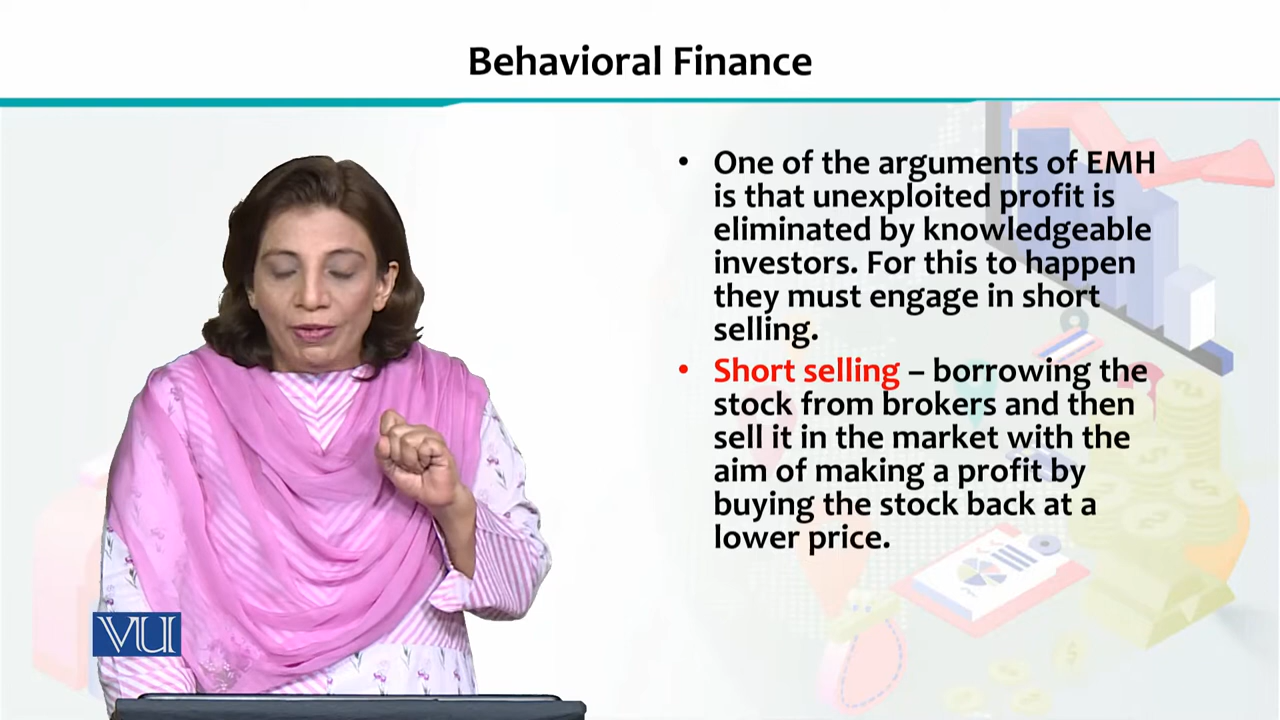 Behavioral Finance
• One of the arguments of EMH
is that unexploited profit is
eliminated by knowledgeable
investors. For this to happen
they must engage in short
selling.
• Short selling – borrowing the
stock from brokers and then
sell it in the market with the
aim of making a profit by
buying the stock back at a
lower price.
VU